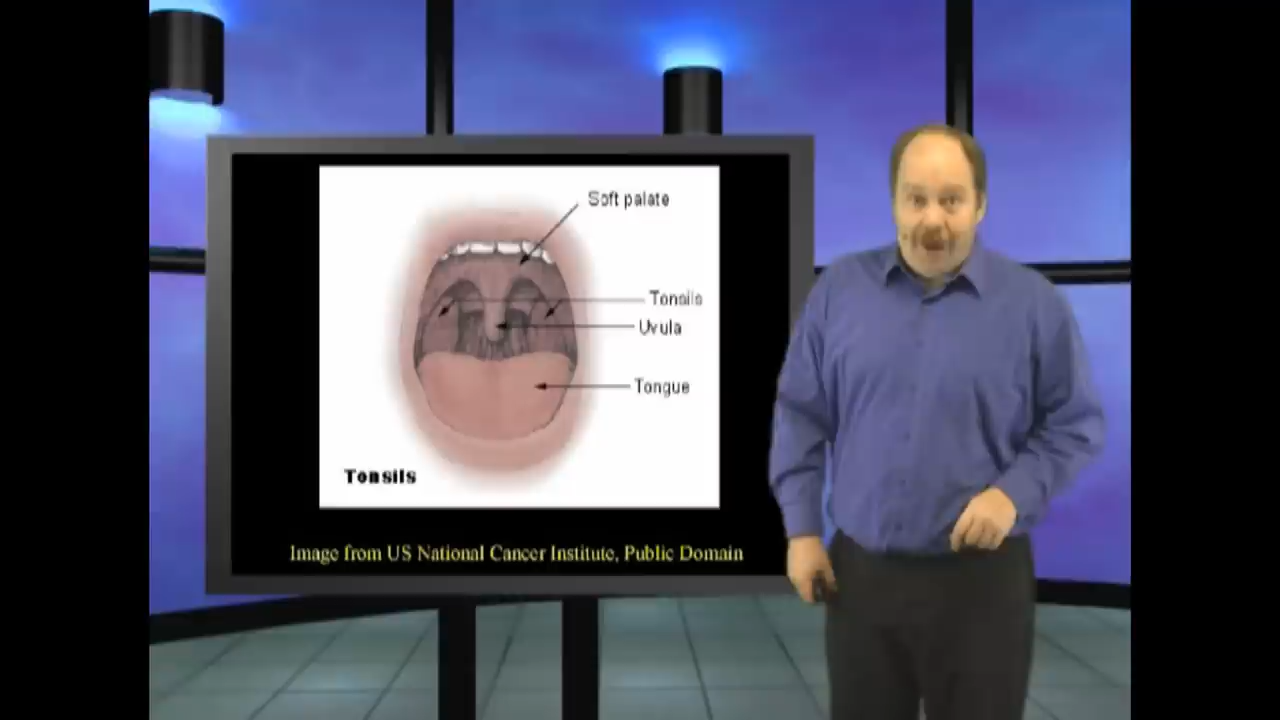 Soft palate
Tonsils
Uvula
Tongue
Tonsils
Image from US National Cancer Institute, Public Domain